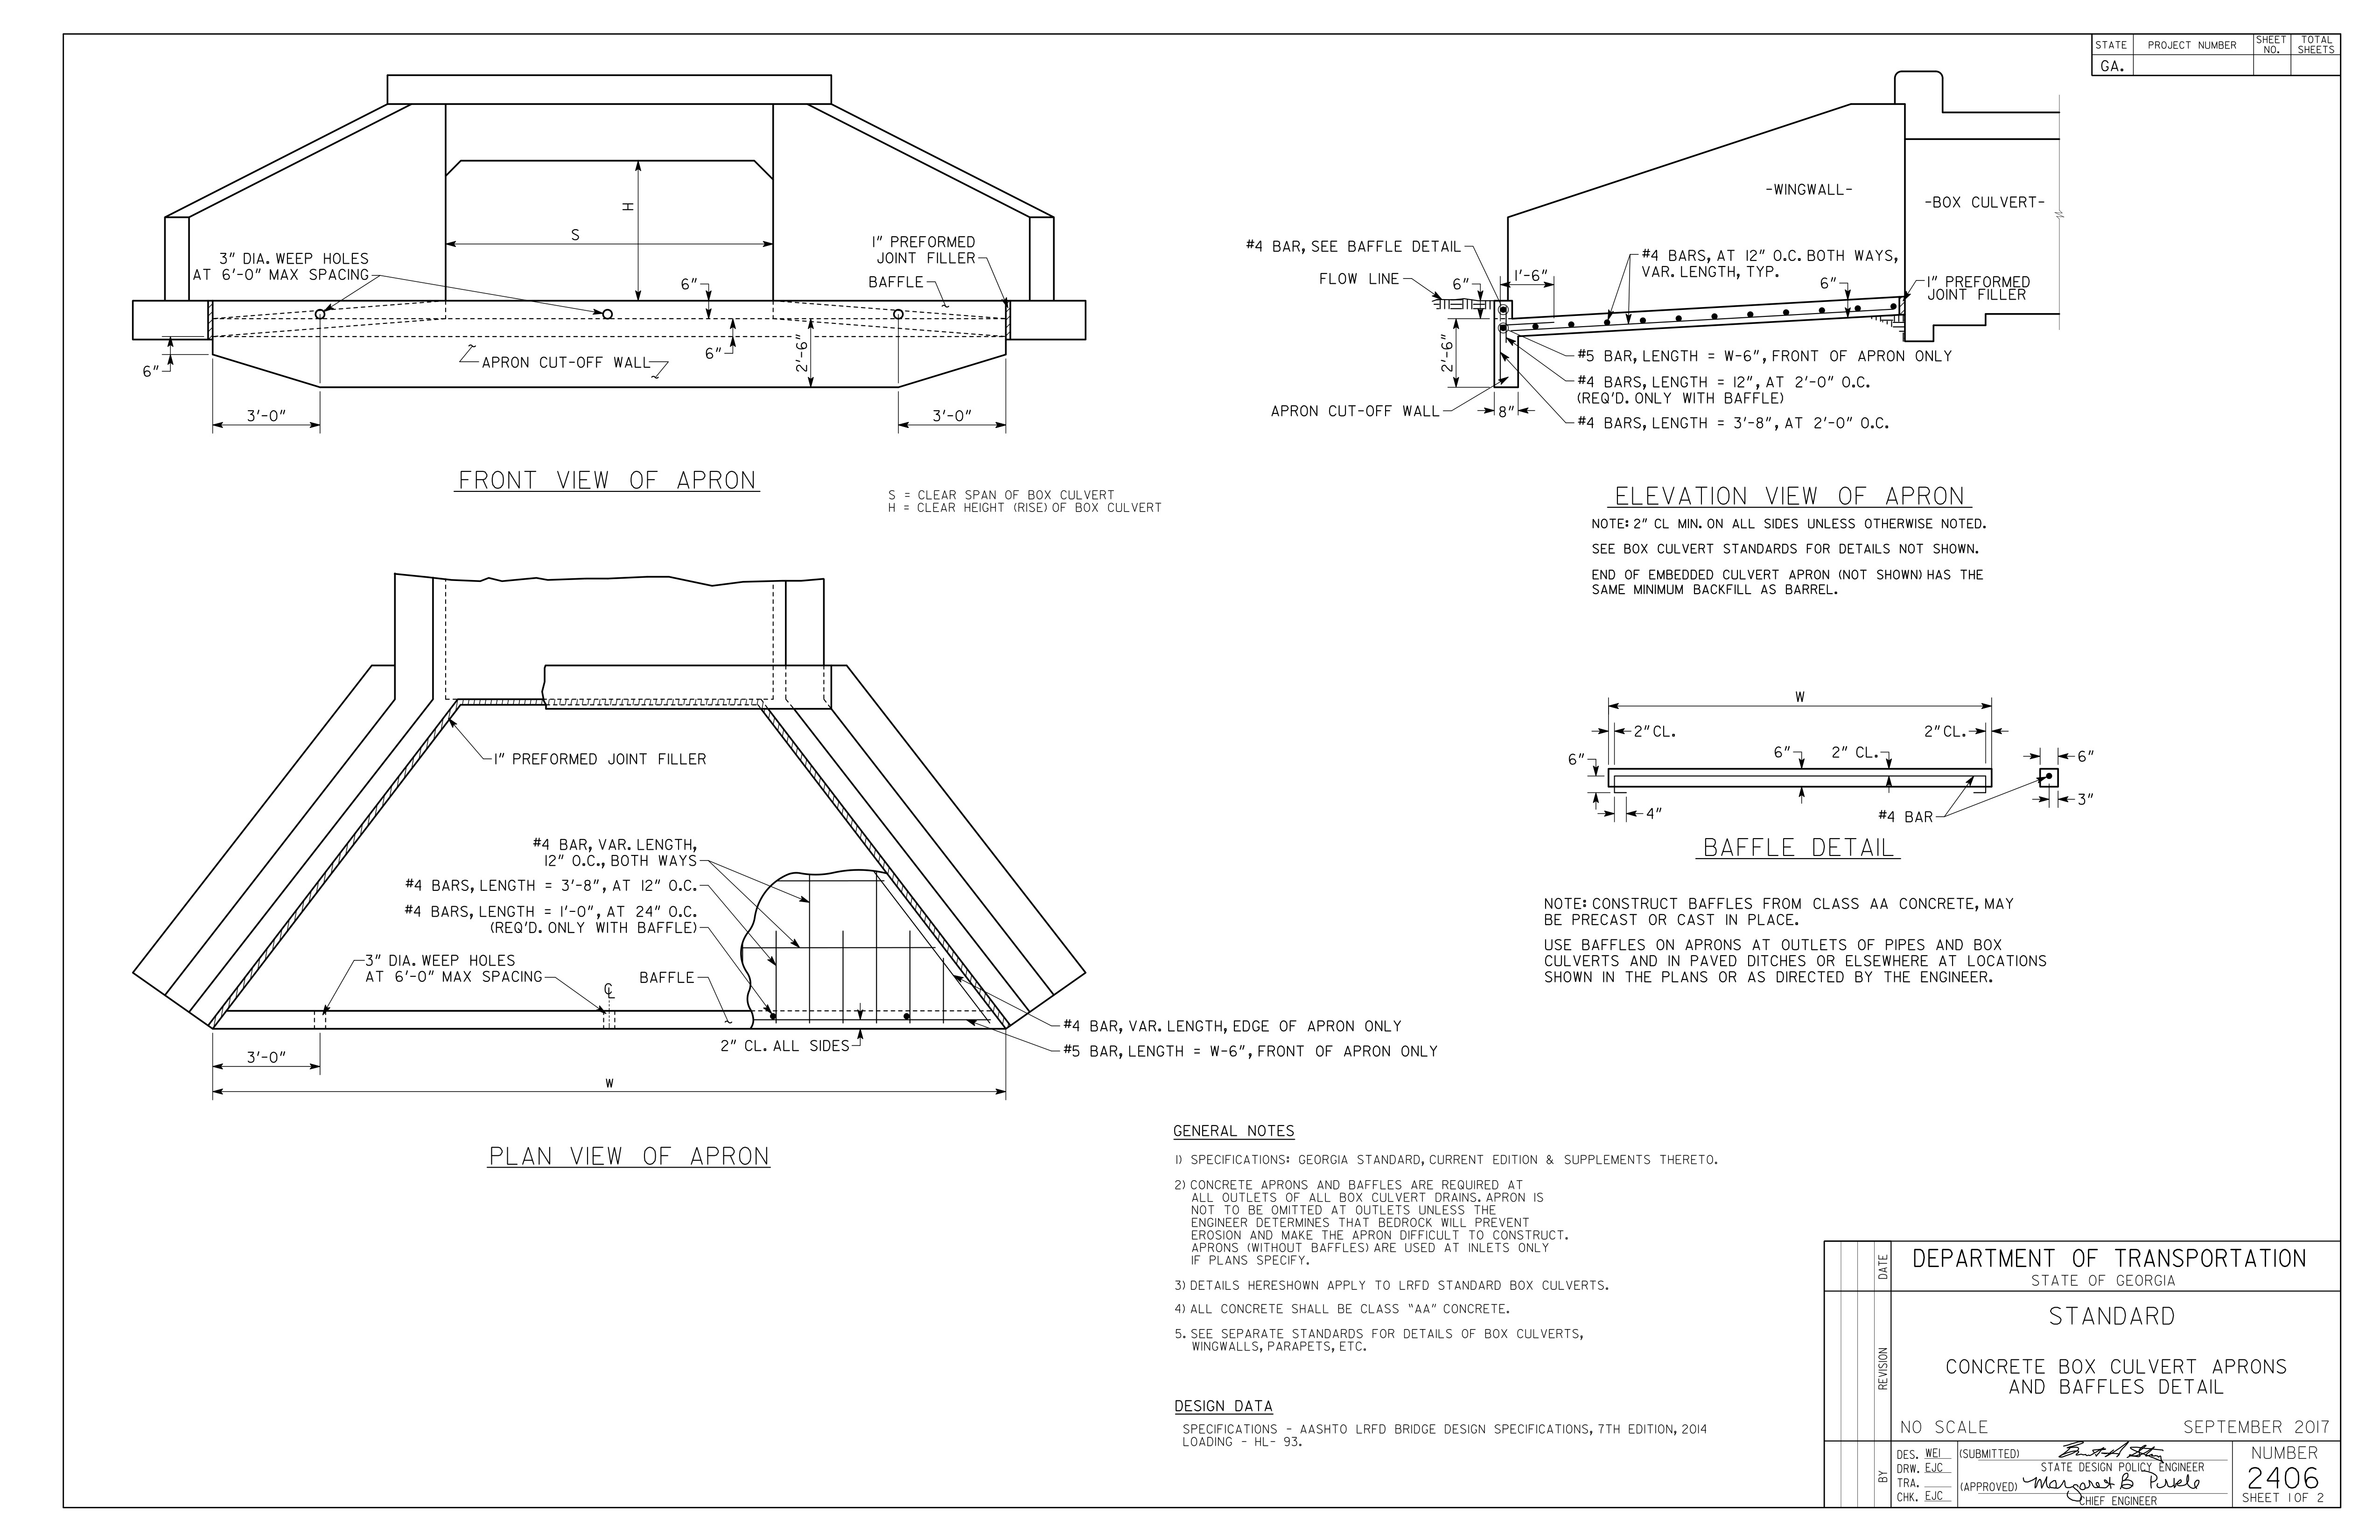 STATE PROJECT NUMBER SHEET NO. TOTAL SHEETS
GA.
3" DIA. WEEP HOLES
AT 6'-0" MAX SPACING
S
H
6"
6"
6"
2'-6"
1" PREFORMED
JOINT FILLER
BAFFLE
APRON CUT-OFF WALL
3'-0"
3'-0"
FRONT VIEW OF APRON
S = CLEAR SPAN OF BOX CULVERT
H = CLEAR HEIGHT (RISE) OF BOX CULVERT
-WINGWALL-
-BOX CULVERT-
#4 BAR, SEE BAFFLE DETAIL
FLOW LINE
6"
1'-6"
#4 BARS, AT 12" O.C. BOTH WAYS,
VAR. LENGTH, TYP.
6"
1" PREFORMED
JOINT FILLER
2'-6"
#5 BAR, LENGTH = W-6", FRONT OF APRON ONLY
#4 BARS, LENGTH = 12", AT 2'-0" O.C.
(REQ'D. ONLY WITH BAFFLE)
APRON CUT-OFF WALL
8"
#4 BARS, LENGTH = 3'-8", AT 2'-0" O.C.
ELEVATION VIEW OF APRON
NOTE: 2" CL MIN. ON ALL SIDES UNLESS OTHERWISE NOTED.
SEE BOX CULVERT STANDARDS FOR DETAILS NOT SHOWN.
END OF EMBEDDED CULVERT APRON (NOT SHOWN) HAS THE
SAME MINIMUM BACKFILL AS BARREL.
1" PREFORMED JOINT FILLER
#4 BAR, VAR. LENGTH,
12" O.C., BOTH WAYS
#4 BARS, LENGTH = 3'-8", AT 12" O.C.
#4 BARS, LENGTH = 1'-0", AT 24" O.C.
(REQ'D. ONLY WITH BAFFLE)
3" DIA. WEEP HOLES
AT 6'-0" MAX SPACING
CL
BAFFLE
2" CL. ALL SIDES
#4 BAR, VAR. LENGTH, EDGE OF APRON ONLY
#5 BAR, LENGTH = W-6", FRONT OF APRON ONLY
3'-0"
W
PLAN VIEW OF APRON
W
2" CL.
2" CL.
6"
6"
2" CL.
6"
4"
#4 BAR
3"
BAFFLE DETAIL
NOTE: CONSTRUCT BAFFLES FROM CLASS AA CONCRETE, MAY
BE PRECAST OR CAST IN PLACE.
USE BAFFLES ON APRONS AT OUTLETS OF PIPES AND BOX
CULVERTS AND IN PAVED DITCHES OR ELSEWHERE AT LOCATIONS
SHOWN IN THE PLANS OR AS DIRECTED BY THE ENGINEER.
GENERAL NOTES
1) SPECIFICATIONS: GEORGIA STANDARD, CURRENT EDITION & SUPPLEMENTS THERETO.
2) CONCRETE APRONS AND BAFFLES ARE REQUIRED AT
ALL OUTLETS OF ALL BOX CULVERT DRAINS. APRON IS
NOT TO BE OMITTED AT OUTLETS UNLESS THE
ENGINEER DETERMINES THAT BEDROCK WILL PREVENT
EROSION AND MAKE THE APRON DIFFICULT TO CONSTRUCT.
APRONS (WITHOUT BAFFLES) ARE USED AT INLETS ONLY
IF PLANS SPECIFY.
3) DETAILS HERESHOWN APPLY TO LRFD STANDARD BOX CULVERTS.
4) ALL CONCRETE SHALL BE CLASS "AA" CONCRETE.
5. SEE SEPARATE STANDARDS FOR DETAILS OF BOX CULVERTS,
WINGWALLS, PARAPETS, ETC.
DESIGN DATA
SPECIFICATIONS - AASHTO LRFD BRIDGE DESIGN SPECIFICATIONS, 7TH EDITION, 2014
LOADING - HL- 93.
DATE
REVISION
BY
DEPARTMENT OF TRANSPORTATION
STATE OF GEORGIA
STANDARD
CONCRETE BOX CULVERT APRONS
AND BAFFLES DETAIL
NO SCALE SEPTEMBER 2017
DES. WEI
DRW. EJC
TRA.
CHK. EJC
(SUBMITTED)
STATE DESIGN POLICY ENGINEER
(APPROVED) Margaret B Pirkle
CHIEF ENGINEER
NUMBER
2406
SHEET 1 OF 2